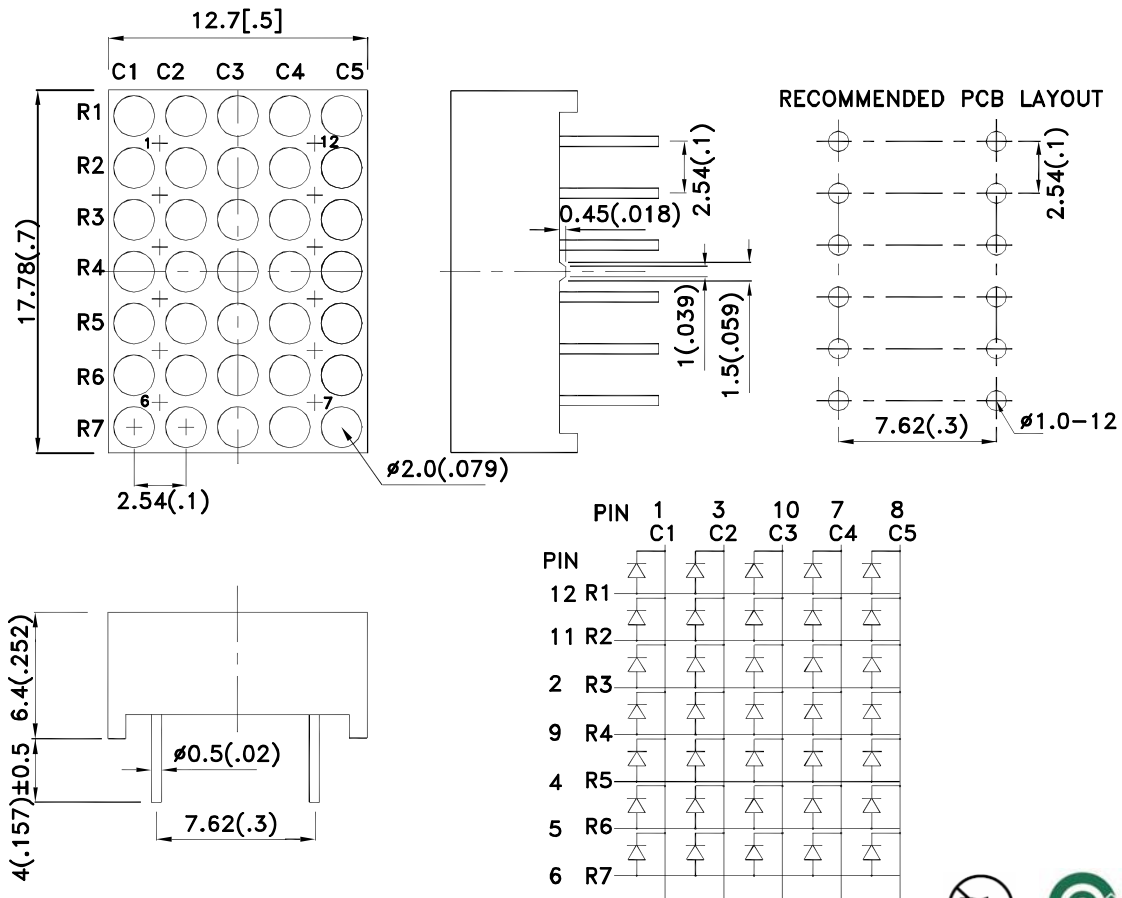 12.7[.5]
C1 C2 C3 C4 C5
R1
R2
R3
R4
R5
R6
R7
1
12
6
7
17.78(.7)
2.54(.1)
ø2.0(.079)
2.54(.1)
0.45(.018)
1(.039)
1.5(.059)
RECOMMENDED PCB LAYOUT
2.54(.1)
7.62(.3)
ø1.0-12
6.4(.252)
4(.157)±0.5
ø0.5(.02)
7.62(.3)
PIN 1 3 10 7 8
C1 C2 C3 C4 C5
PIN
12 R1
11 R2
2 R3
9 R4
4 R5
5 R6
6 R7